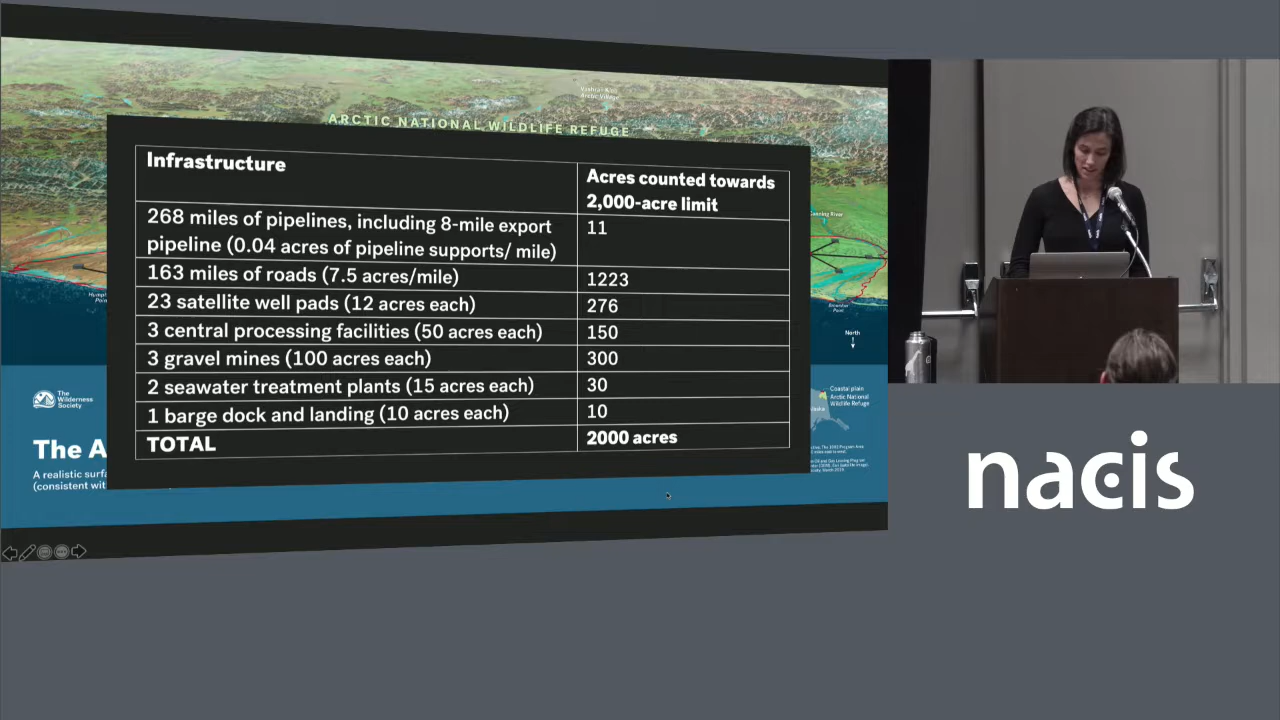 ARCTIC NATIONAL WILDLIFE REFUGE
Infrastructure
Acres counted towards
2,000-acre limit
268 miles of pipelines, including 8-mile export
pipeline (0.04 acres of pipeline supports/ mile)
11
163 miles of roads (7.5 acres/mile)
1223
23 satellite well pads (12 acres each)
276
3 central processing facilities (50 acres each)
150
3 gravel mines (100 acres each)
300
2 seawater treatment plants (15 acres each)
30
1 barge dock and landing (10 acres each)
10
TOTAL
2000 acres
Canning River
North
The
Wilderness
Society
Coastal plain
Arctic National
Wildlife Refuge
The A
A realistic surfa
(consistent wit
nacis